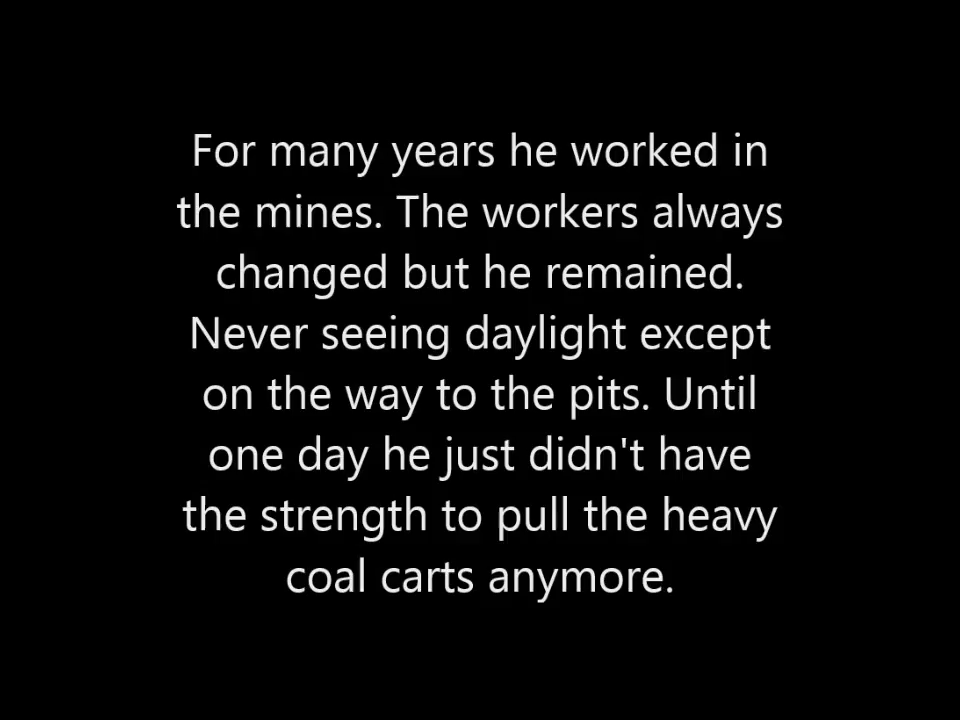 For many years he worked in
the mines. The workers always
changed but he remained.
Never seeing daylight except
on the way to the pits. Until
one day he just didn't have
the strength to pull the heavy
coal carts anymore.